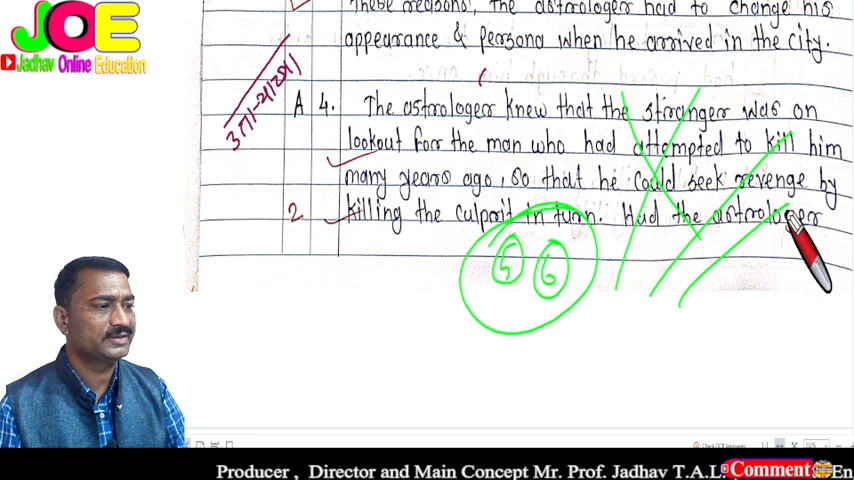 JOE
Jadhav Online Education
These reasons, the astrologer had to change his
appearance & persona when he arrived in the city.
A 4. The astrologer knew that the stranger was on
lookout for the man who had attempted to kill him
many years ago, so that he could seek revenge by
2 killing the culprit in turn. Had the astrologer
5 6
Producer , Director and Main Concept Mr. Prof. Jadhav T.A.L.
Comment
En